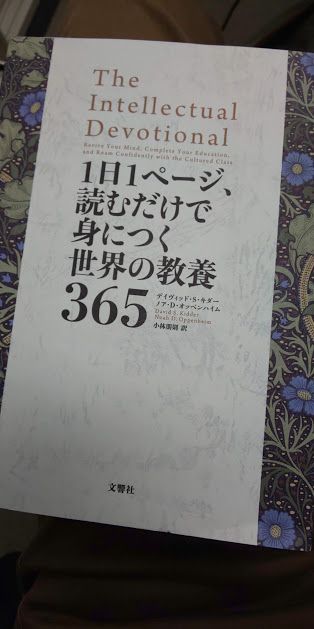 The
Intellectual
Devotional
Revive Your Mind, Complete Your Education,
and Roam Confidently with the Cultured Class
1日1ページ、
読むだけで
身につく
世界の教養
365
デイヴィッド・S・キダー
ノア・D・オッペンハイム
David S. Kidder
Noah D. Oppenheim
小林朋則 訳
文響社